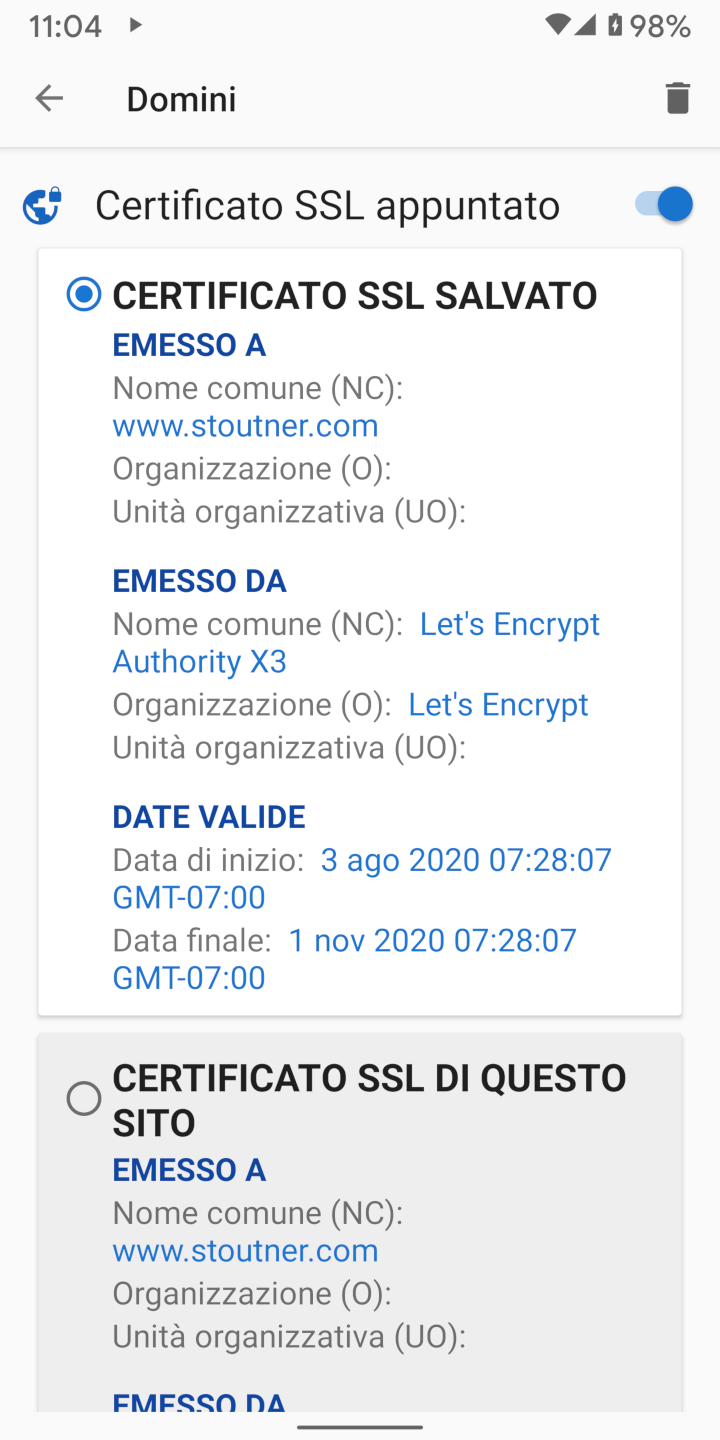 11:04 98%
Domini
Certificato SSL appuntato
CERTIFICATO SSL SALVATO
EMESSO A
Nome comune (NC):
www.stoutner.com
Organizzazione (O):
Unità organizzativa (UO):
EMESSO DA
Nome comune (NC): Let's Encrypt
Authority X3
Organizzazione (O): Let's Encrypt
Unità organizzativa (UO):
DATE VALIDE
Data di inizio: 3 ago 2020 07:28:07
GMT-07:00
Data finale: 1 nov 2020 07:28:07
GMT-07:00
CERTIFICATO SSL DI QUESTO
SITO
EMESSO A
Nome comune (NC):
www.stoutner.com
Organizzazione (O):
Unità organizzativa (UO):
EMESSO DA